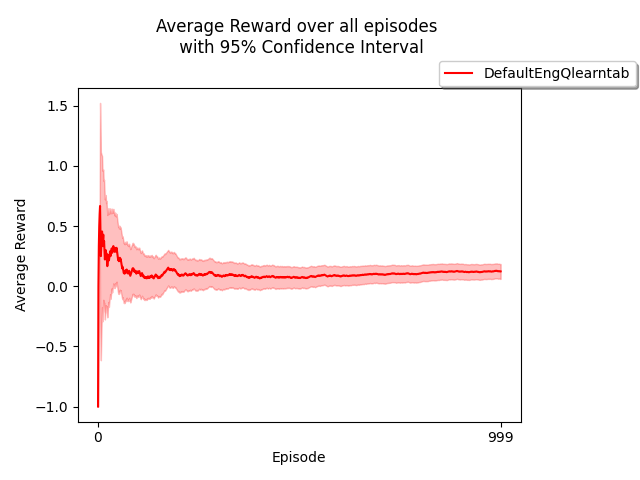 Average Reward over all episodes
with 95% Confidence Interval
DefaultEngQlearntab
1.5
1.0
0.5
0.0
−0.5
−1.0
Average Reward
0
999
Episode